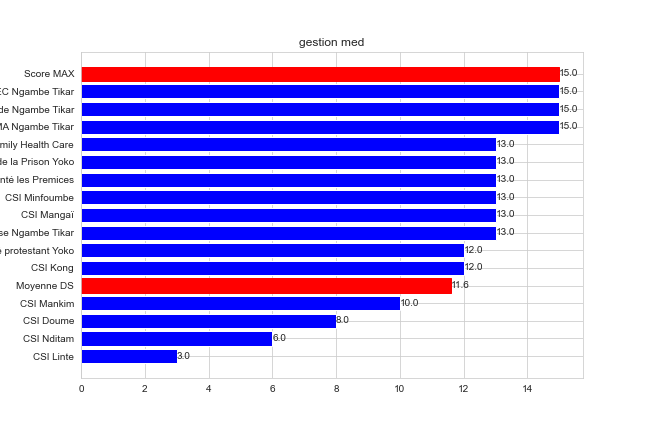 gestion med
Score MAX 15.0
EC Ngambe Tikar 15.0
de Ngambe Tikar 15.0
MA Ngambe Tikar 15.0
mily Health Care 13.0
de la Prison Yoko 13.0
nté les Premices 13.0
CSI Minfoumbe 13.0
CSI Mangaï 13.0
se Ngambe Tikar 13.0
e protestant Yoko 12.0
CSI Kong 12.0
Moyenne DS 11.6
CSI Mankim 10.0
CSI Doume 8.0
CSI Nditam 6.0
CSI Linte 3.0
0 2 4 6 8 10 12 14